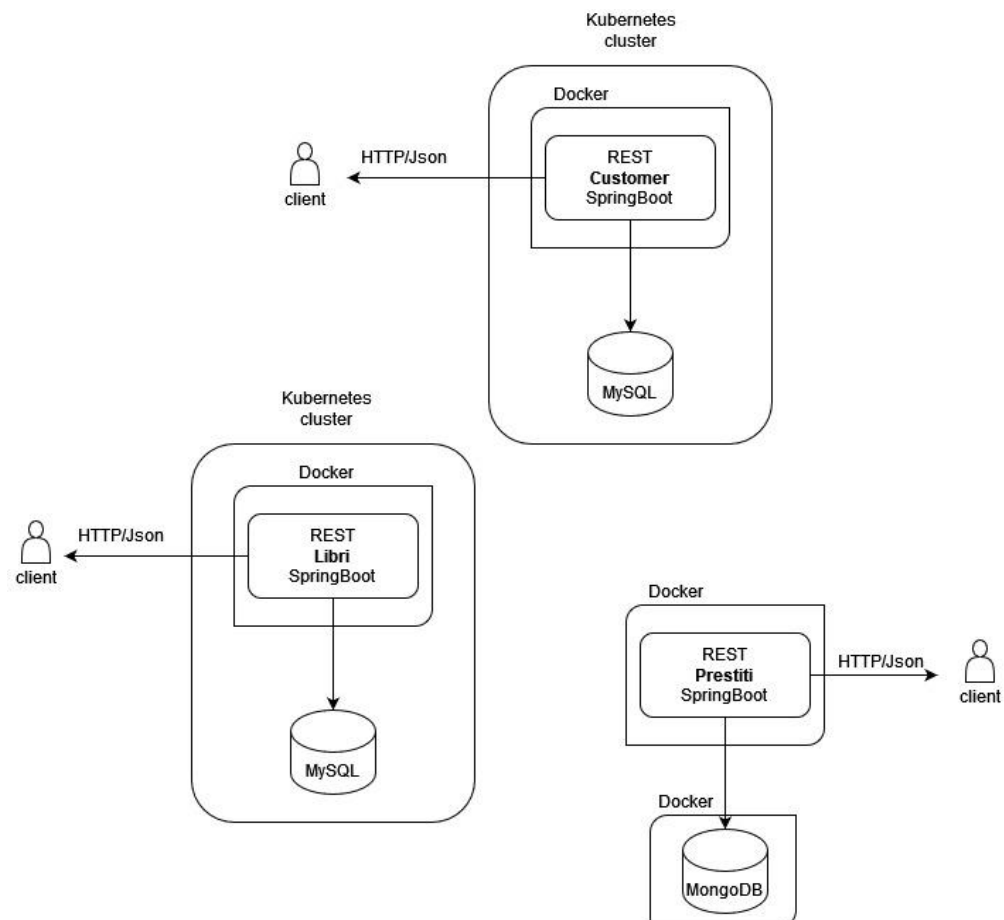 Kubernetes
cluster
Docker
HTTP/Json
client
REST
Customer
SpringBoot
MySQL
Kubernetes
cluster
Docker
HTTP/Json
client
REST
Libri
SpringBoot
MySQL
Docker
REST
Prestiti
SpringBoot
HTTP/Json
client
Docker
MongoDB